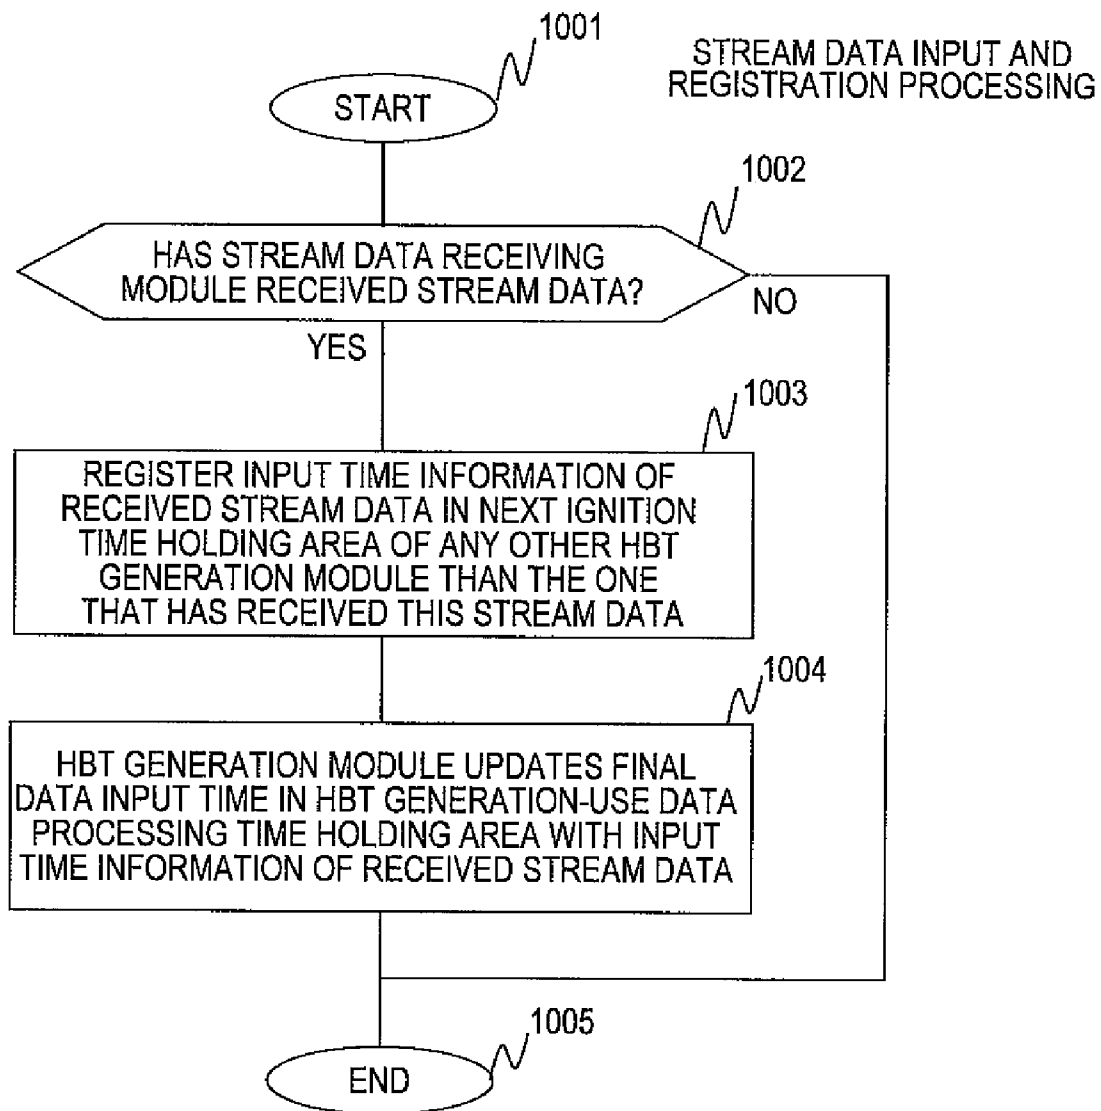 1001
STREAM DATA INPUT AND
REGISTRATION PROCESSING
START
1002
HAS STREAM DATA RECEIVING
MODULE RECEIVED STREAM DATA?
NO
YES
1003
REGISTER INPUT TIME INFORMATION OF
RECEIVED STREAM DATA IN NEXT IGNITION
TIME HOLDING AREA OF ANY OTHER HBT
GENERATION MODULE THAN THE ONE
THAT HAS RECEIVED THIS STREAM DATA
1004
HBT GENERATION MODULE UPDATES FINAL
DATA INPUT TIME IN HBT GENERATION-USE DATA
PROCESSING TIME HOLDING AREA WITH INPUT
TIME INFORMATION OF RECEIVED STREAM DATA
1005
END